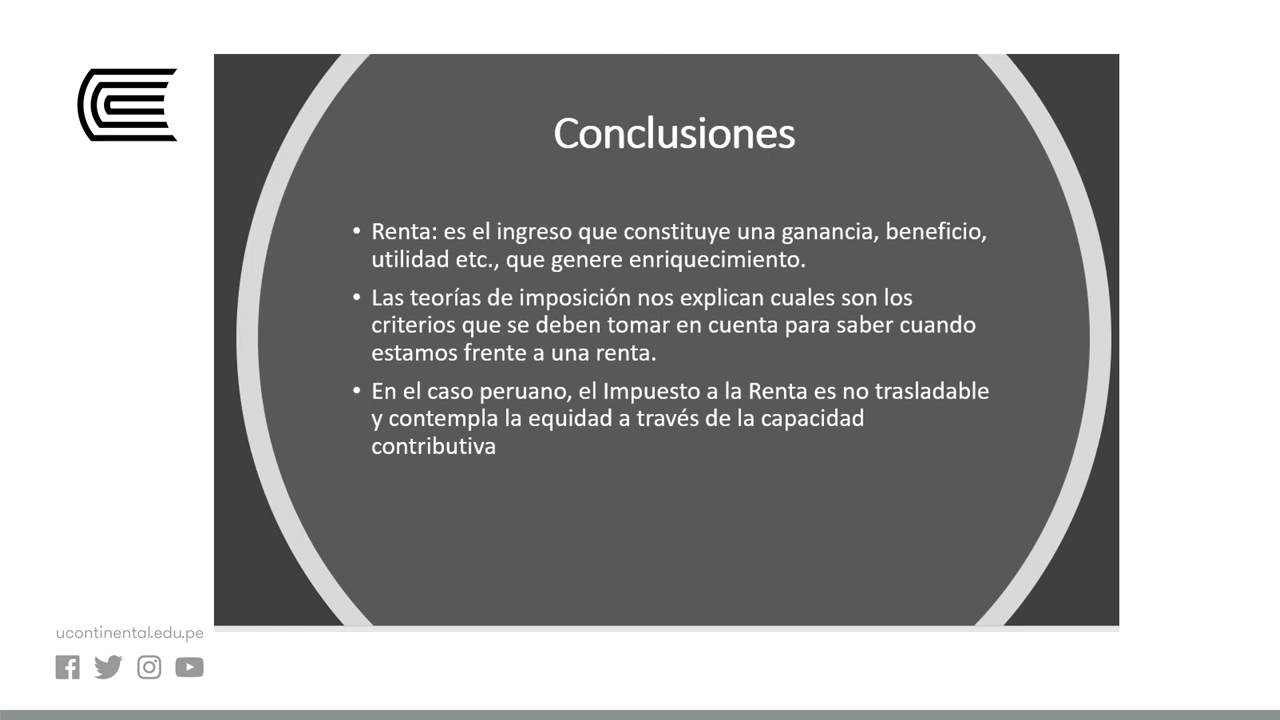 Conclusiones
• Renta: es el ingreso que constituye una ganancia, beneficio,
utilidad etc., que genere enriquecimiento.
• Las teorías de imposición nos explican cuales son los
criterios que se deben tomar en cuenta para saber cuando
estamos frente a una renta.
• En el caso peruano, el Impuesto a la Renta es no trasladable
y contempla la equidad a través de la capacidad
contributiva
ucontinental.edu.pe